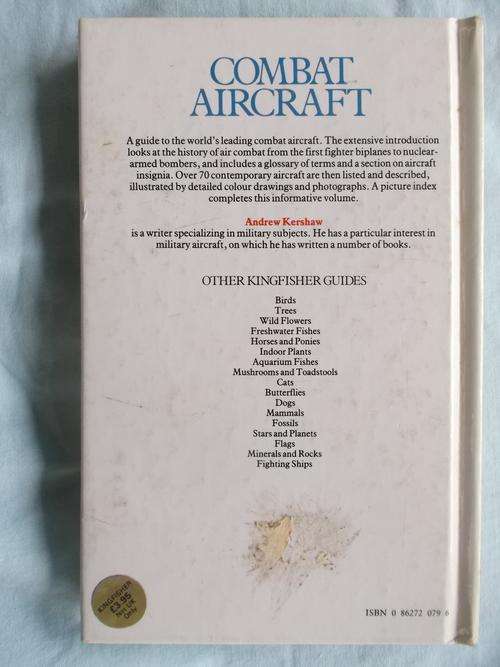 COMBAT
AIRCRAFT
A guide to the world's leading combat aircraft. The extensive introduction
looks at the history of air combat from the first fighter biplanes to nuclear-
armed bombers, and includes a glossary of terms and a section on aircraft
insignia. Over 70 contemporary aircraft are then listed and described,
illustrated by detailed colour drawings and photographs. A picture index
completes this informative volume.
Andrew Kershaw
is a writer specializing in military subjects. He has a particular interest in
military aircraft, on which he has written a number of books.
OTHER KINGFISHER GUIDES
Birds
Trees
Wild Flowers
Freshwater Fishes
Horses and Ponies
Indoor Plants
Aquarium Fishes
Mushrooms and Toadstools
Cats
Butterflies
Dogs
Mammals
Fossils
Stars and Planets
Flags
Minerals and Rocks
Fighting Ships
KINGFISHER
£3.95
Net UK
Only
ISBN 0 86272 079 6